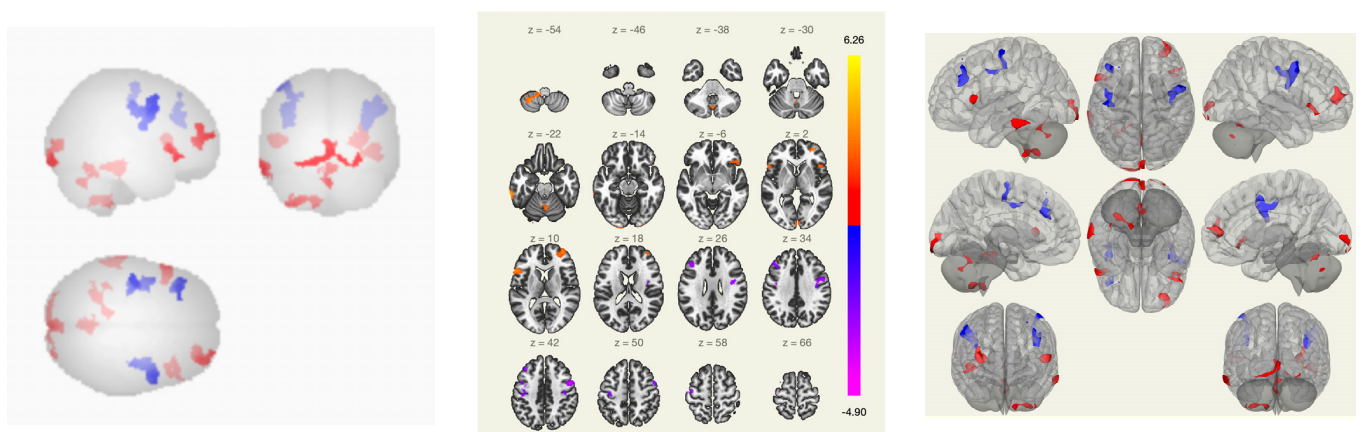 z = -54 z = -46 z = -38 z = -30
6.26
z = -22 z = -14 z = -6 z = 2
z = 10 z = 18 z = 26 z = 34
z = 42 z = 50 z = 58 z = 66
-4.90